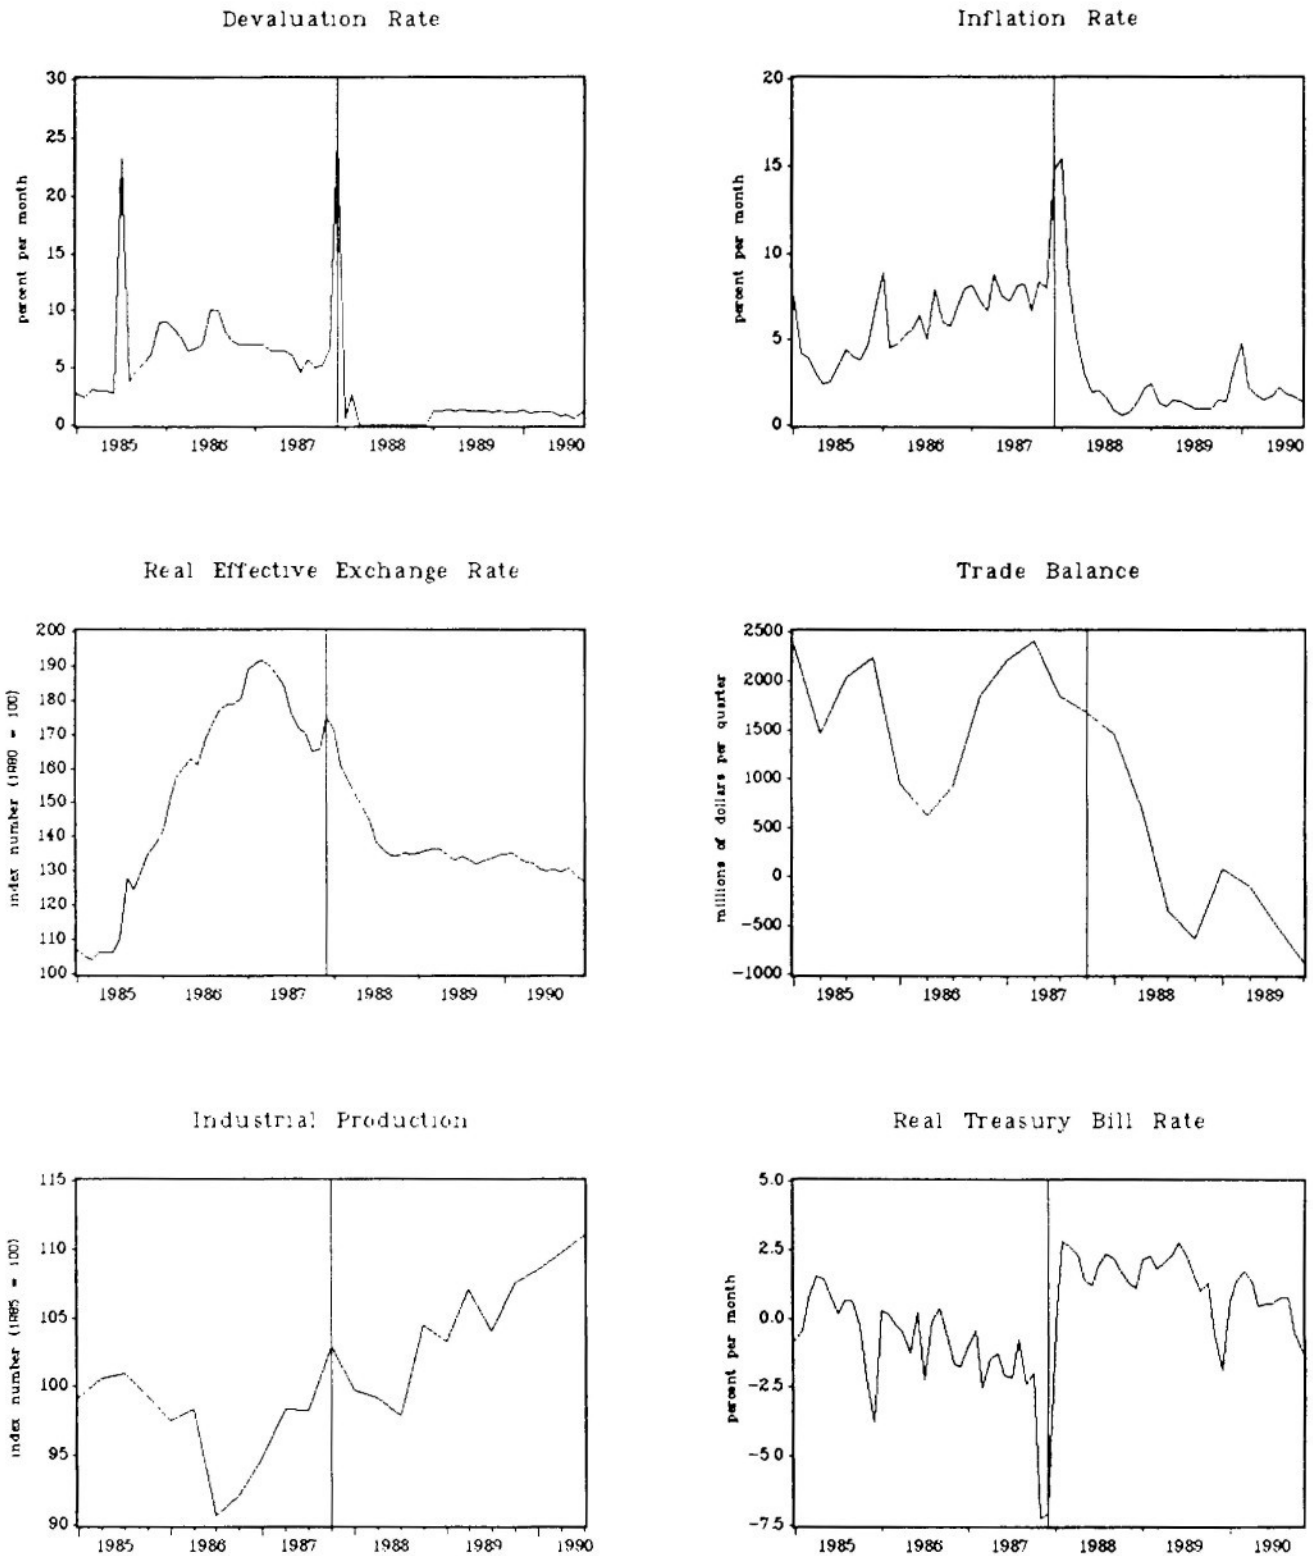 Devaluation Rate
percent per month
30
25
20
15
10
5
0
1985 1986 1987 1988 1989 1990
Inflation Rate
percent per month
20
15
10
5
0
1985 1986 1987 1988 1989 1990
Real Effective Exchange Rate
index number (1980 = 100)
200
190
180
170
160
150
140
130
120
110
100
1985 1986 1987 1988 1989 1990
Trade Balance
millions of dollars per quarter
2500
2000
1500
1000
500
0
-500
-1000
1985 1986 1987 1988 1989
Industrial Production
index number (1985 = 100)
115
110
105
100
95
90
1985 1986 1987 1988 1989 1990
Real Treasury Bill Rate
percent per month
5.0
2.5
0.0
-2.5
-5.0
-7.5
1985 1986 1987 1988 1989 1990